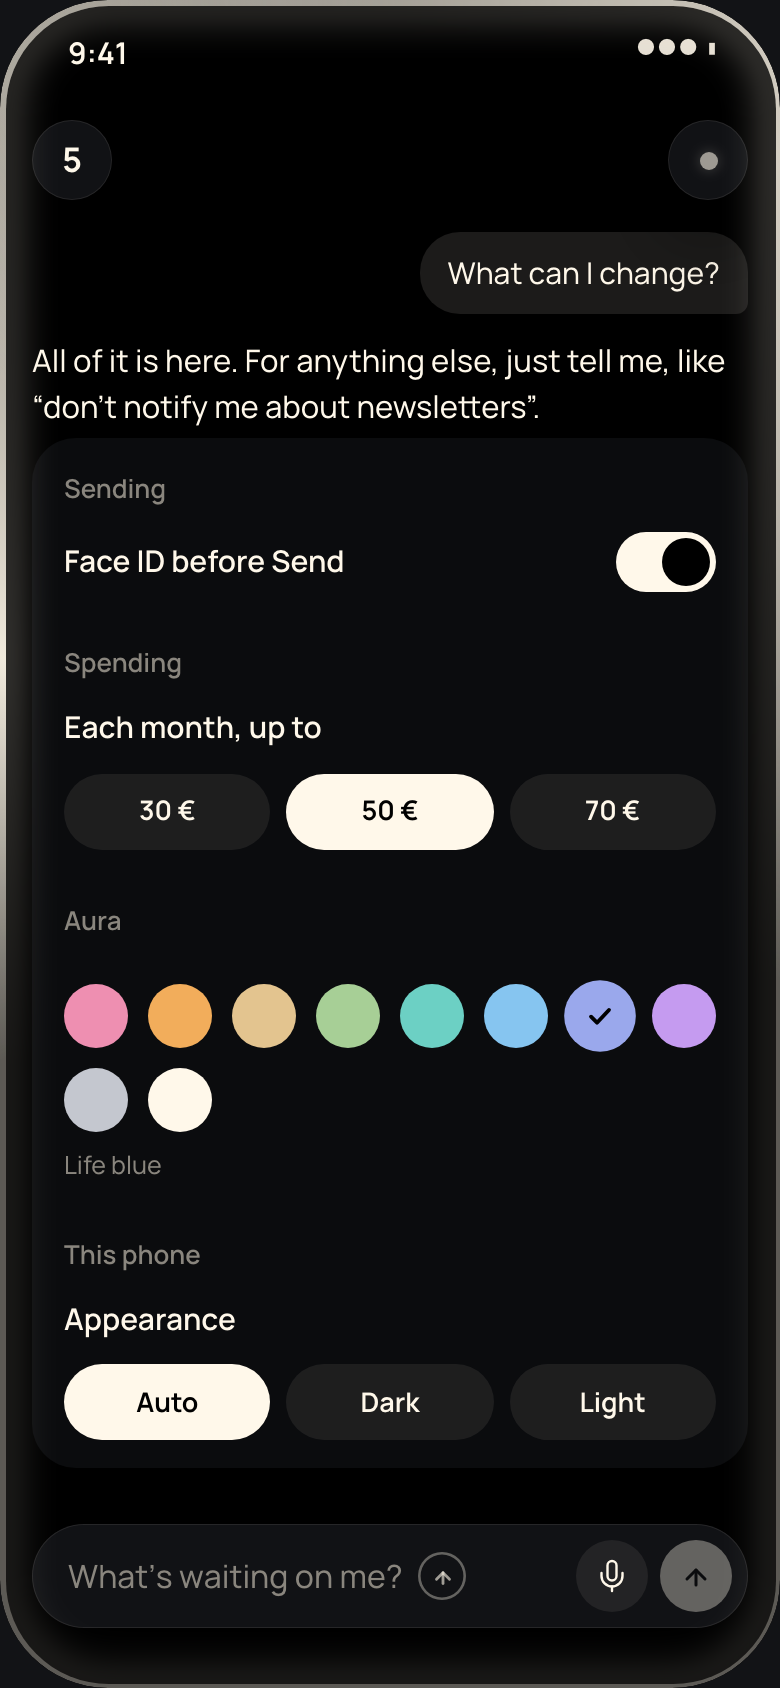 9:41
5
What can I change?
All of it is here. For anything else, just tell me, like
“don’t notify me about newsletters”.
Sending
Face ID before Send
Spending
Each month, up to
30 €
50 €
70 €
Aura
Life blue
This phone
Appearance
Auto
Dark
Light
What’s waiting on me?